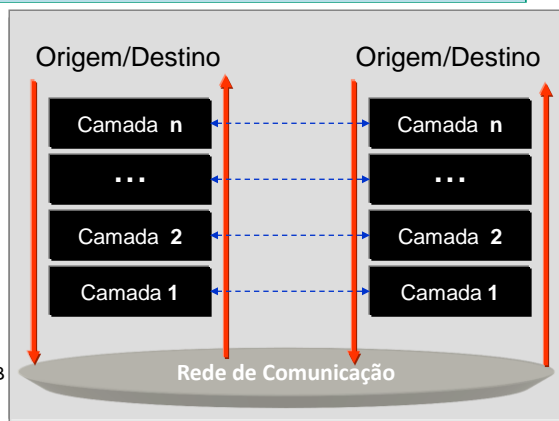 Origem/Destino Origem/Destino
Camada n Camada n
... ...
Camada 2 Camada 2
Camada 1 Camada 1
Rede de Comunicação